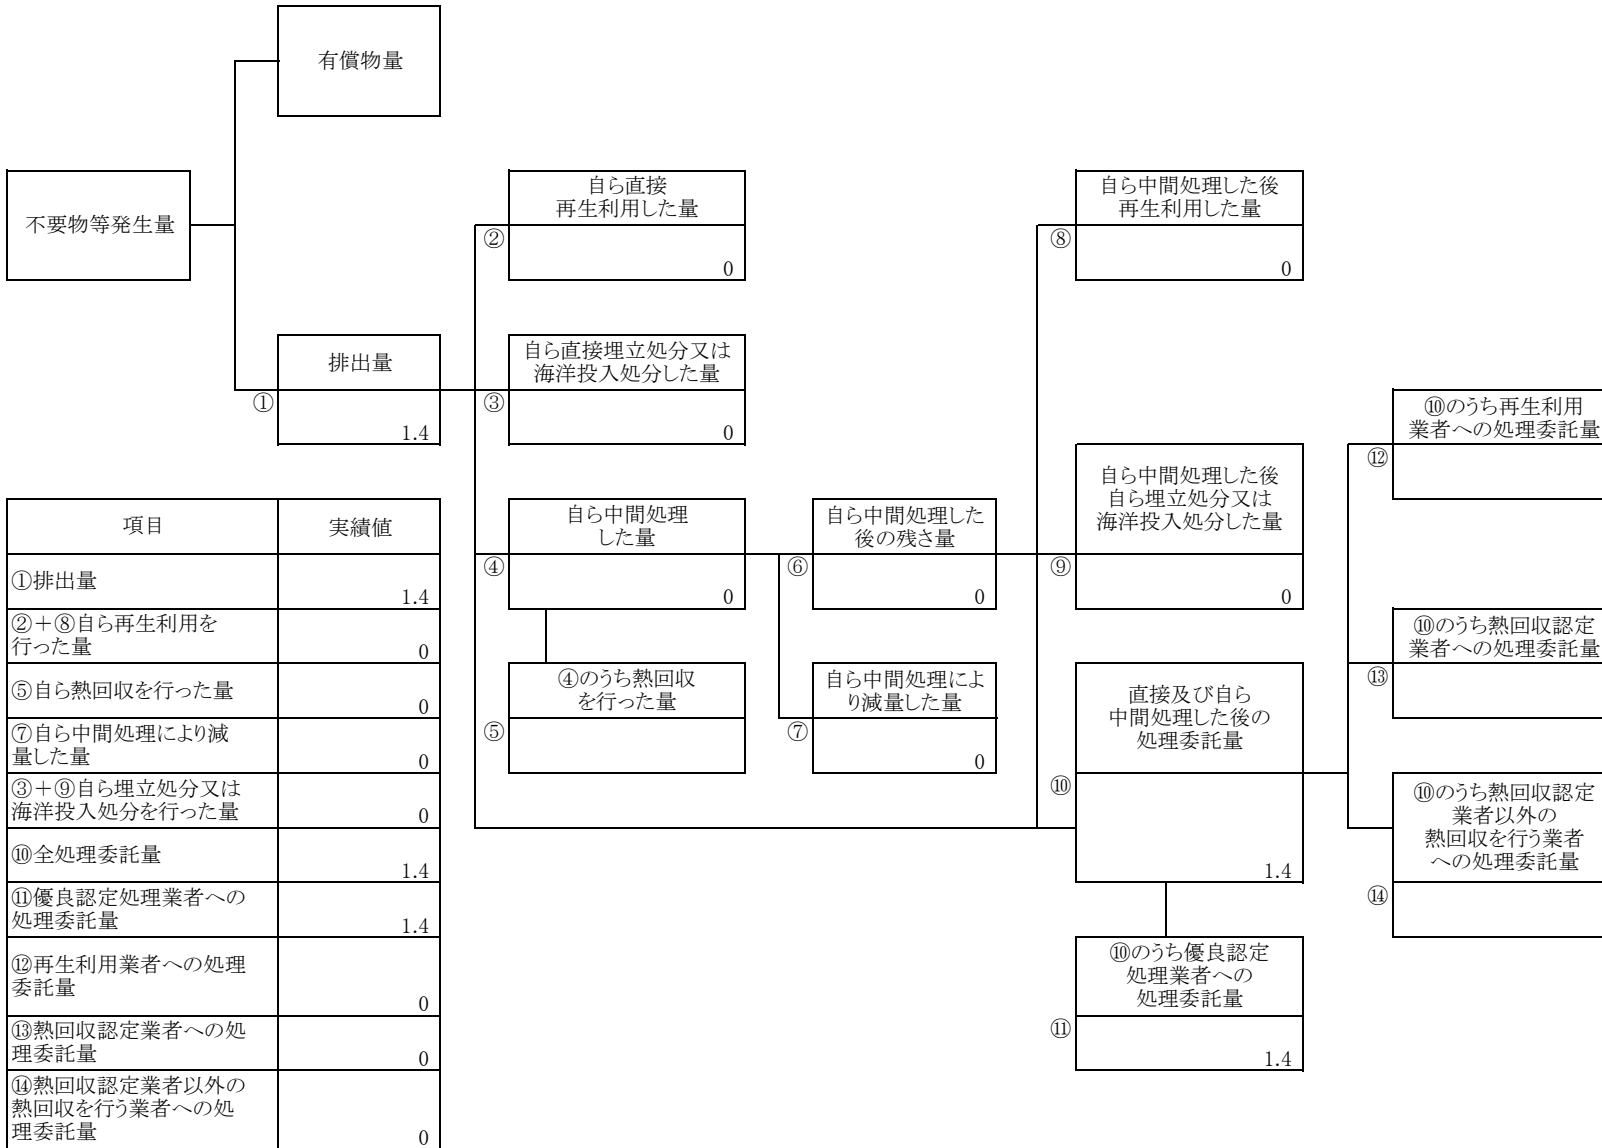 有償物量
不要物等発生量
自ら直接
再生利用した量
②
0
自ら中間処理した後
再生利用した量
⑧
0
排出量
①
1.4
自ら直接埋立処分又は
海洋投入処分した量
③
0
⑩のうち再生利用
業者への処理委託量
⑫
自ら中間処理
した量
④
0
自ら中間処理した
後の残さ量
⑥
0
自ら中間処理した後
自ら埋立処分又は
海洋投入処分した量
⑨
0
⑩のうち熱回収認定
業者への処理委託量
⑬
④のうち熱回収
を行った量
⑤
自ら中間処理によ
り減量した量
⑦
0
直接及び自ら
中間処理した後の
処理委託量
⑩
1.4
⑩のうち熱回収認定
業者以外の
熱回収を行う業者
への処理委託量
⑭
⑩のうち優良認定
処理業者への
処理委託量
⑪
1.4
項目 実績値
①排出量 1.4
②＋⑧自ら再生利用を
行った量 0
⑤自ら熱回収を行った量 0
⑦自ら中間処理により減
量した量 0
③＋⑨自ら埋立処分又は
海洋投入処分を行った量 0
⑩全処理委託量 1.4
⑪優良認定処理業者への
処理委託量 1.4
⑫再生利用業者への処理
委託量 0
⑬熱回収認定業者への処
理委託量 0
⑭熱回収認定業者以外の
熱回収を行う業者への処
理委託量 0